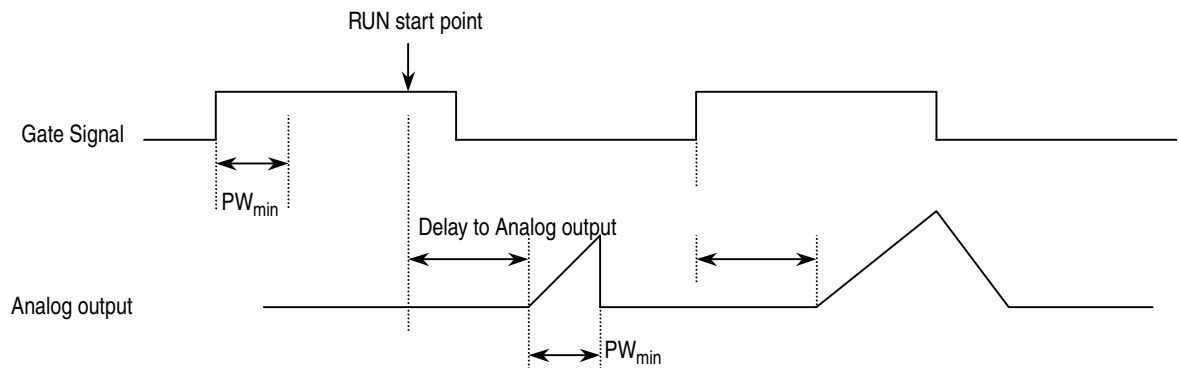 RUN start point
Gate Signal
PWmin
Delay to Analog output
Analog output
PWmin